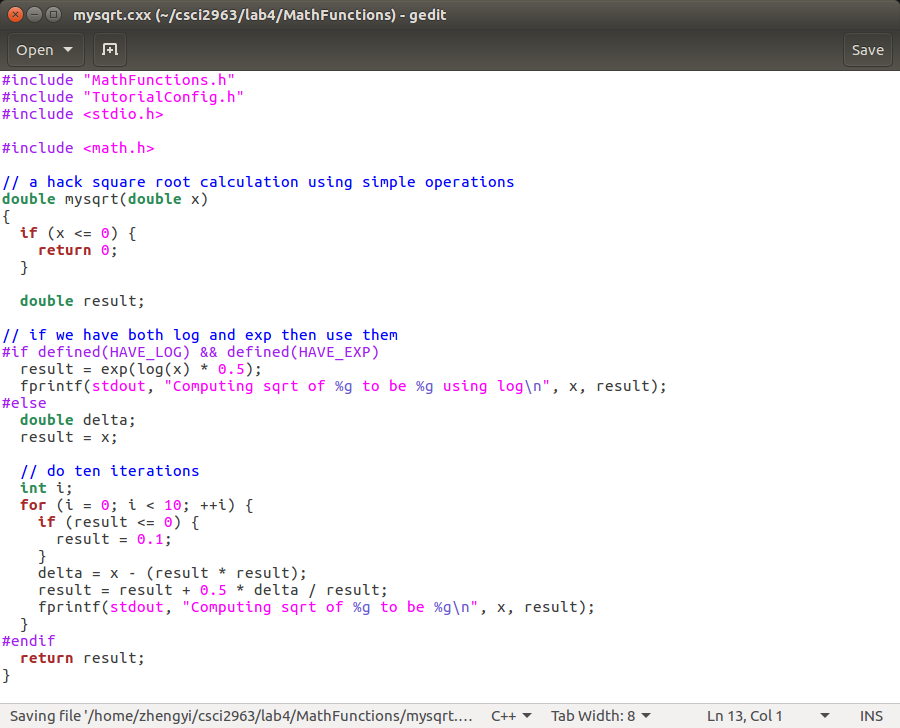 mysqrt.cxx (~/csci2963/lab4/MathFunctions) - gedit
Open
Save
#include "MathFunctions.h"
#include "TutorialConfig.h"
#include <stdio.h>

#include <math.h>

// a hack square root calculation using simple operations
double mysqrt(double x)
{
  if (x <= 0) {
    return 0;
  }

  double result;

// if we have both log and exp then use them
#if defined(HAVE_LOG) && defined(HAVE_EXP)
  result = exp(log(x) * 0.5);
  fprintf(stdout, "Computing sqrt of %g to be %g using log\n", x, result);
#else
  double delta;
  result = x;

  // do ten iterations
  int i;
  for (i = 0; i < 10; ++i) {
    if (result <= 0) {
      result = 0.1;
    }
    delta = x - (result * result);
    result = result + 0.5 * delta / result;
    fprintf(stdout, "Computing sqrt of %g to be %g\n", x, result);
  }
#endif
  return result;
}
Saving file '/home/zhengyi/csci2963/lab4/MathFunctions/mysqrt.... C++ Tab Width: 8 Ln 13, Col 1 INS